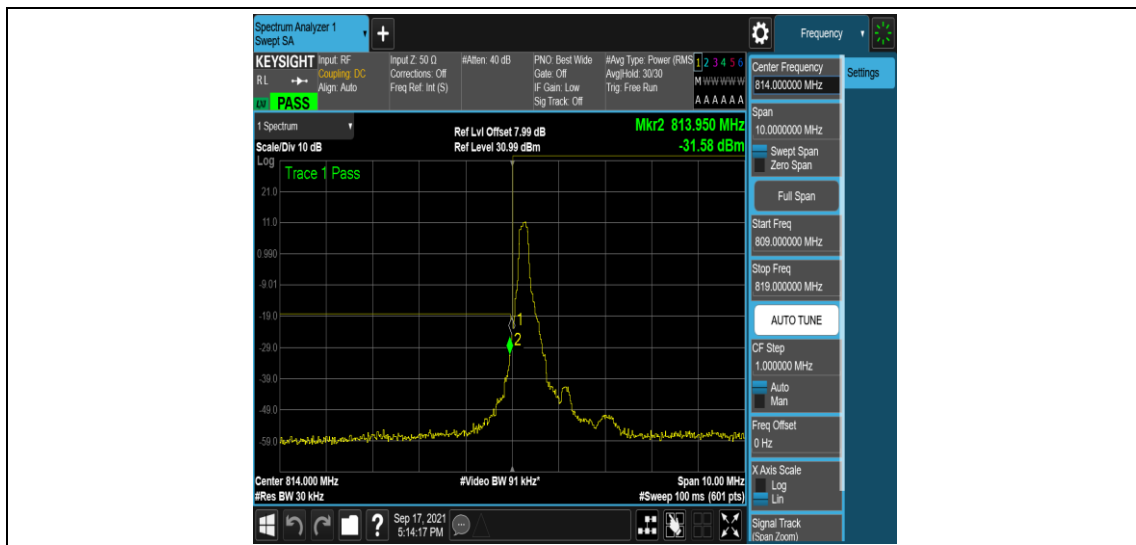 Spectrum Analyzer 1
Swept SA
Frequency
KEYSIGHT
RL
Input: RF
Coupling: DC
Align: Auto
Input Z: 50 Ω
Corrections: Off
Freq Ref: Int (S)
#Atten: 40 dB
PNO: Best Wide
Gate: Off
IF Gain: Low
Sig Track: Off
#Avg Type: Power (RMS
Avg|Hold: 30/30
Trig: Free Run
1 2 3 4 5 6
M W W W W W
A A A A A A
PASS
1 Spectrum
Scale/Div 10 dB
Ref Lvl Offset 7.99 dB
Ref Level 30.99 dBm
Mkr2 813.950 MHz
-31.58 dBm
Log
Trace 1 Pass
21.0
11.0
0.990
-9.01
-19.0
-29.0
-39.0
-49.0
-59.0
1
2
Center 814.000 MHz
#Res BW 30 kHz
#Video BW 91 kHz*
Span 10.00 MHz
#Sweep 100 ms (601 pts)
Sep 17, 2021
5:14:17 PM
Center Frequency
814.000000 MHz
Settings
Span
10.0000000 MHz
Swept Span
Zero Span
Full Span
Start Freq
809.000000 MHz
Stop Freq
819.000000 MHz
AUTO TUNE
CF Step
1.000000 MHz
Auto
Man
Freq Offset
0 Hz
X Axis Scale
Log
Lin
Signal Track
(Span Zoom)